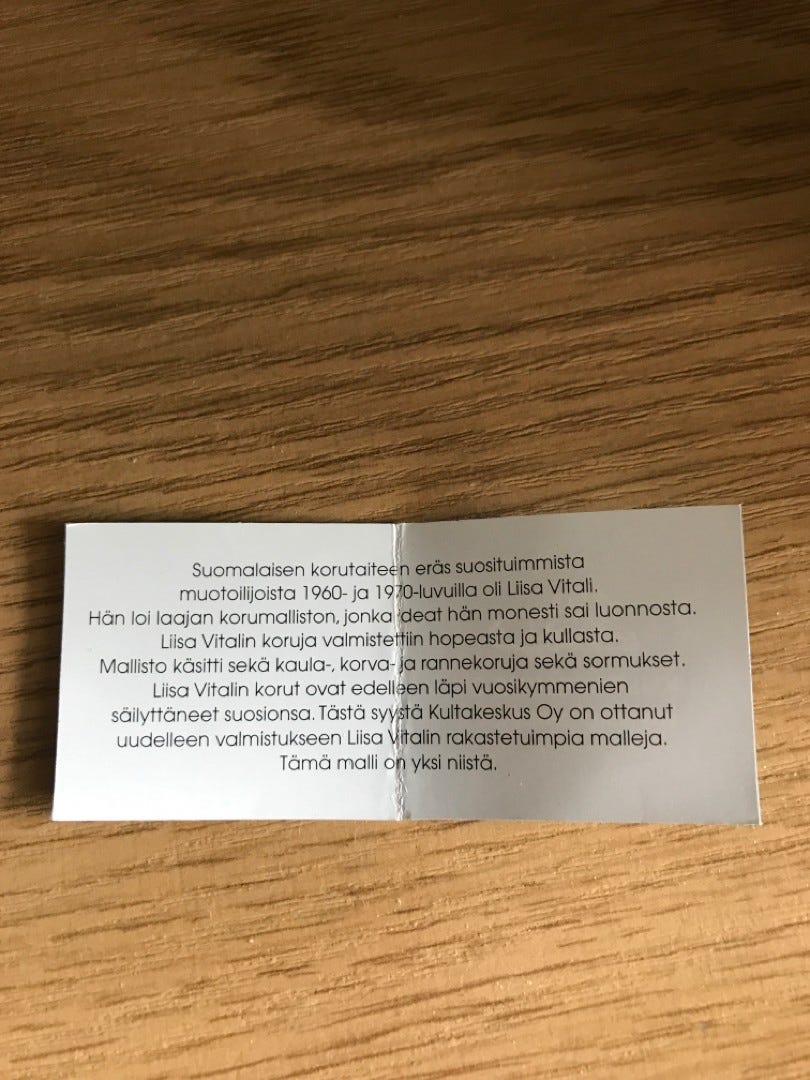 Suomalaisen korutaiteen eräs suosituimmista
muotoilijoista 1960- ja 1970-luvuilla oli Liisa Vitali.
Hän loi laajan korumalliston, jonka ideat hän monesti sai luonnosta.
Liisa Vitalin koruja valmistettiin hopeasta ja kullasta.
Mallisto käsitti sekä kaula-, korva- ja rannekoruja sekä sormukset.
Liisa Vitalin korut ovat edelleen läpi vuosikymmenien
säilyttäneet suosionsa. Tästä syystä Kultakeskus Oy on ottanut
uudelleen valmistukseen Liisa Vitalin rakastetuimpia malleja.
Tämä malli on yksi niistä.